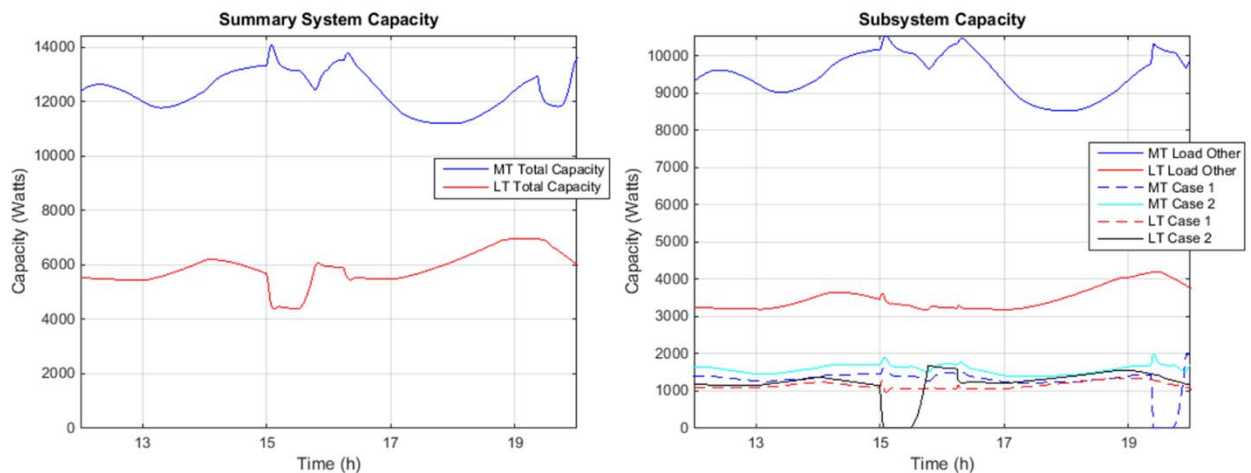 Summary System Capacity
14000
12000
10000
8000
6000
4000
2000
0
Capacity (Watts)
13
15
17
19
Time (h)
MT Total Capacity
LT Total Capacity
Subsystem Capacity
10000
9000
8000
7000
6000
5000
4000
3000
2000
1000
0
Capacity (Watts)
13
15
17
19
Time (h)
MT Load Other
LT Load Other
MT Case 1
MT Case 2
LT Case 1
LT Case 2